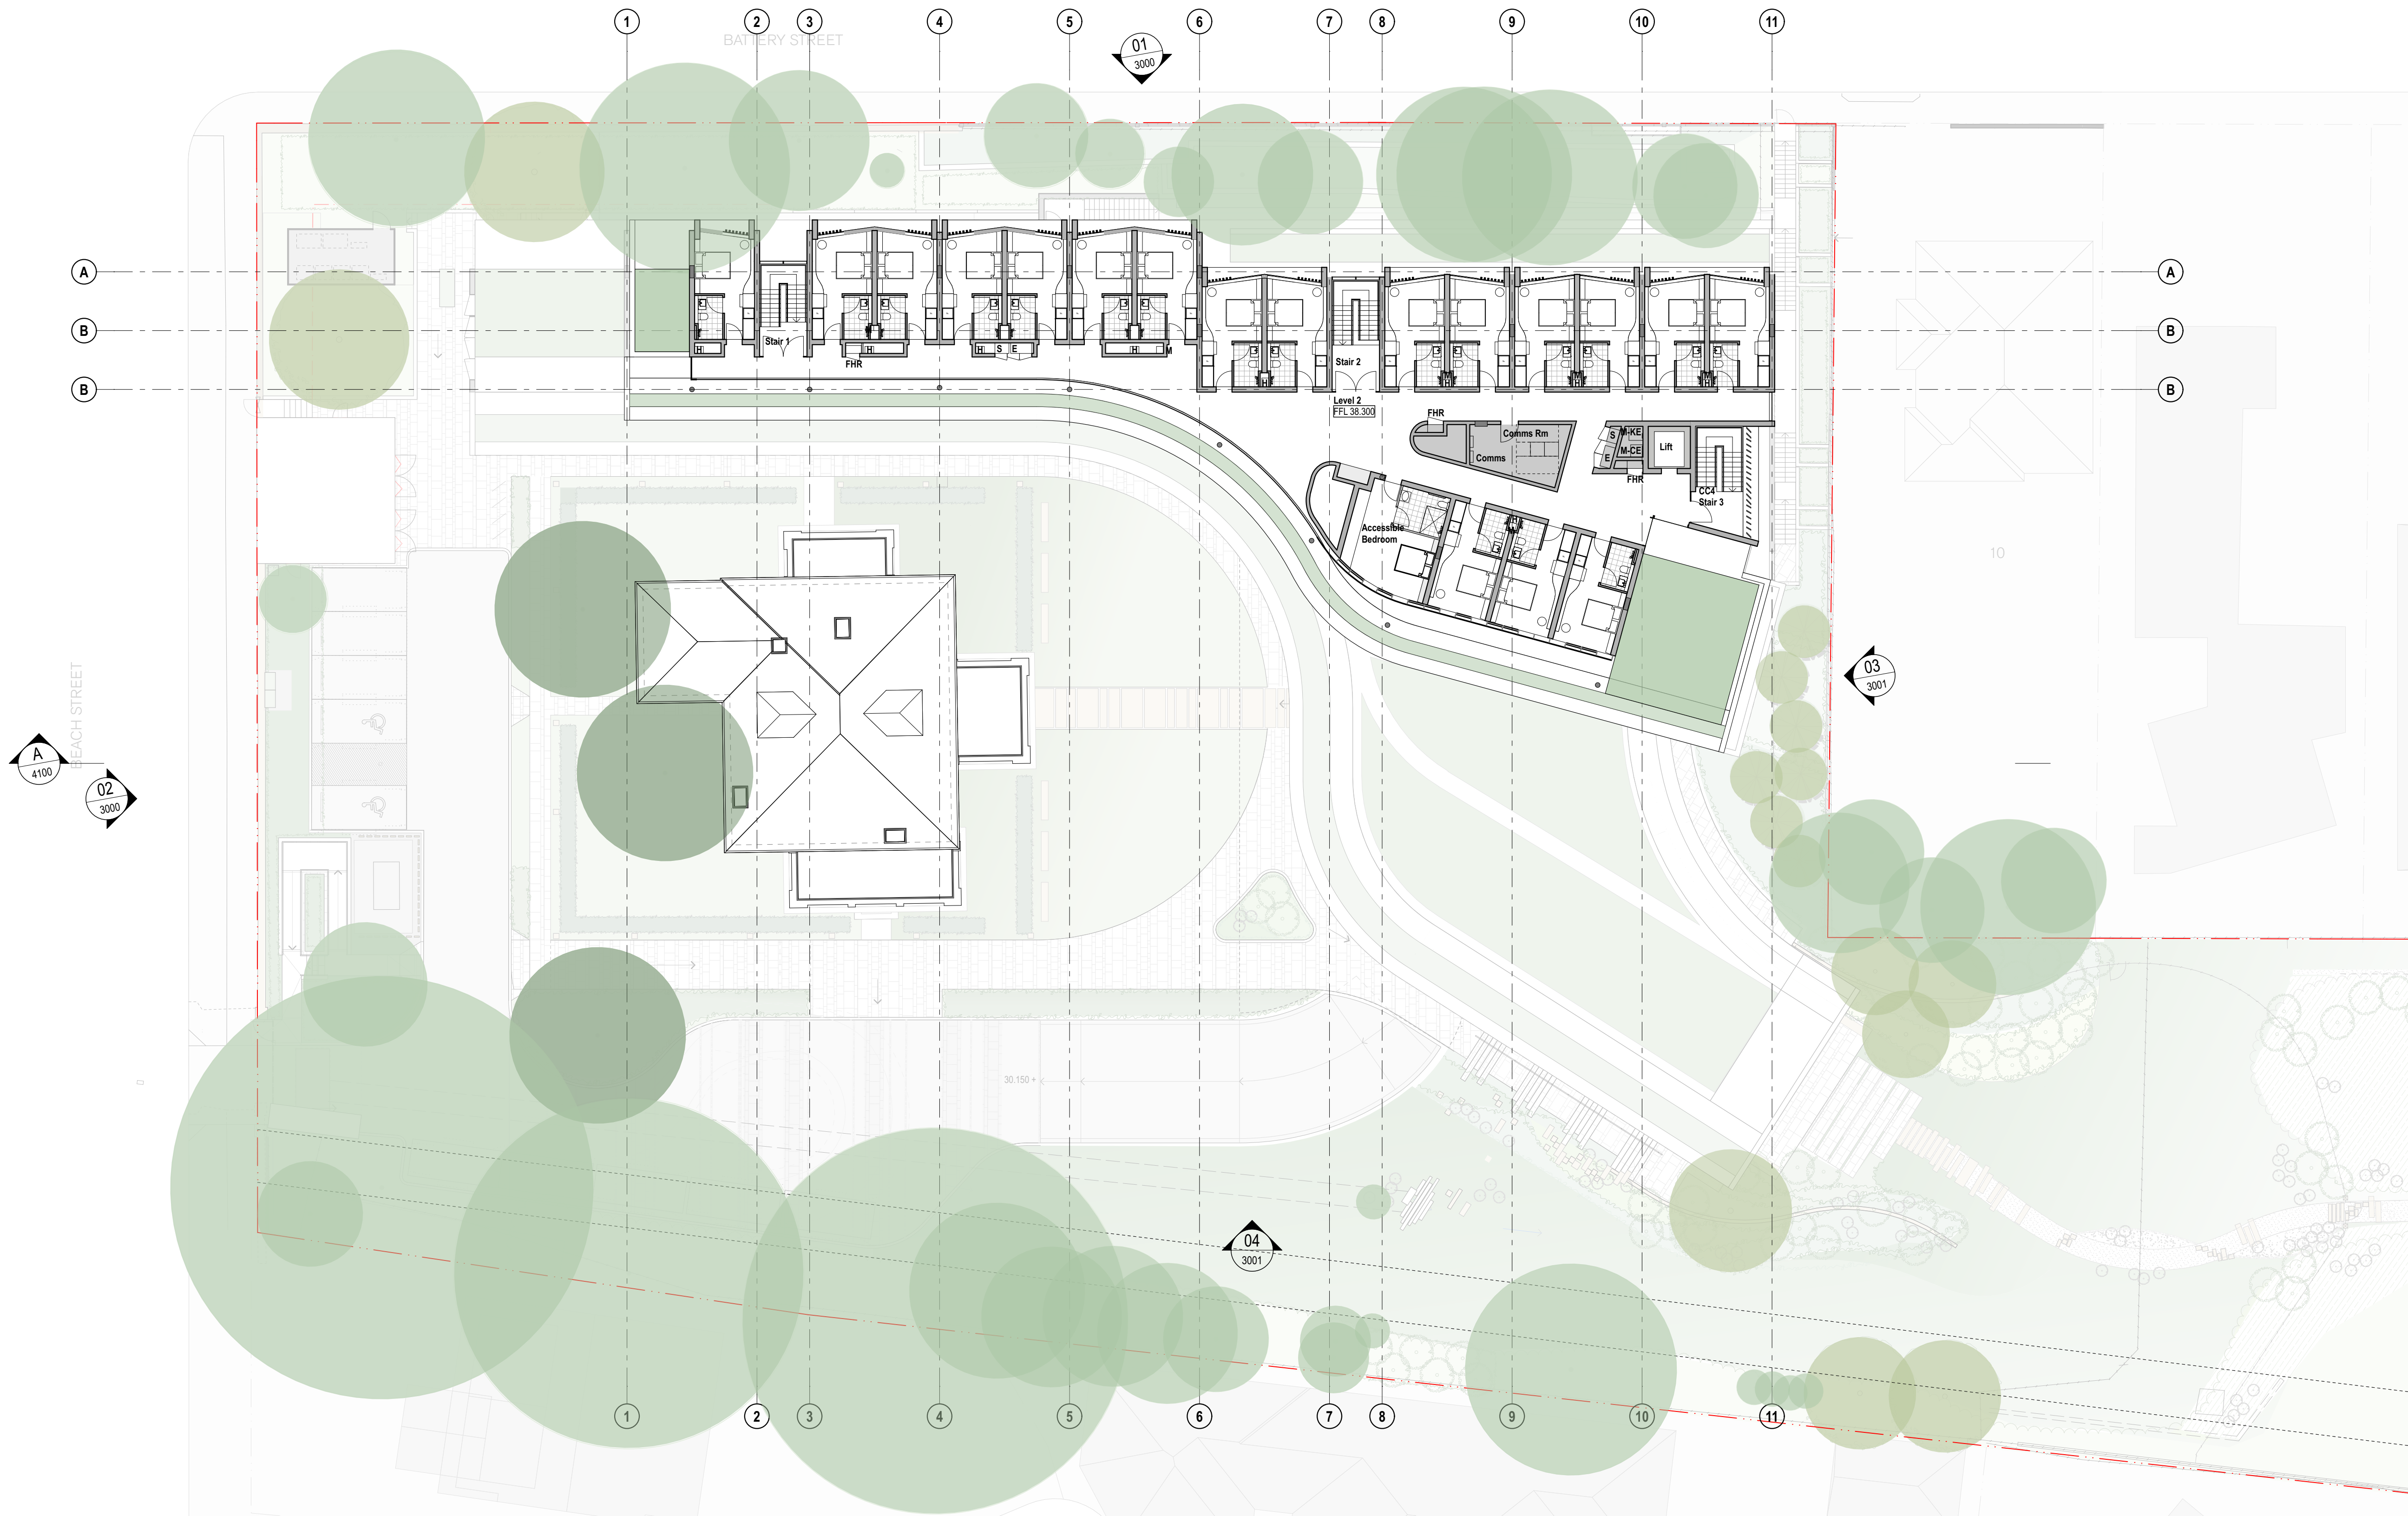 1
2
3
4
5
6
7
8
9
10
11
BATTERY STREET
01
3000
A
A
B
B
B
B
Stair 1
H
FHR
H
H
S
E
H
M
Stair 2
H
H
M
H
M
H
M
H
Level 2
FFL 38.300
FHR
Comms Rm
Comms
S
E
M-KE
M-CE
FHR
Lift
CC4
Stair 3
Accessible
Bedroom
H
M
10
BEACH STREET
03
3001
A
4100
02
3000
30.150 +
04
3001
1
2
3
4
5
6
7
8
9
10
11